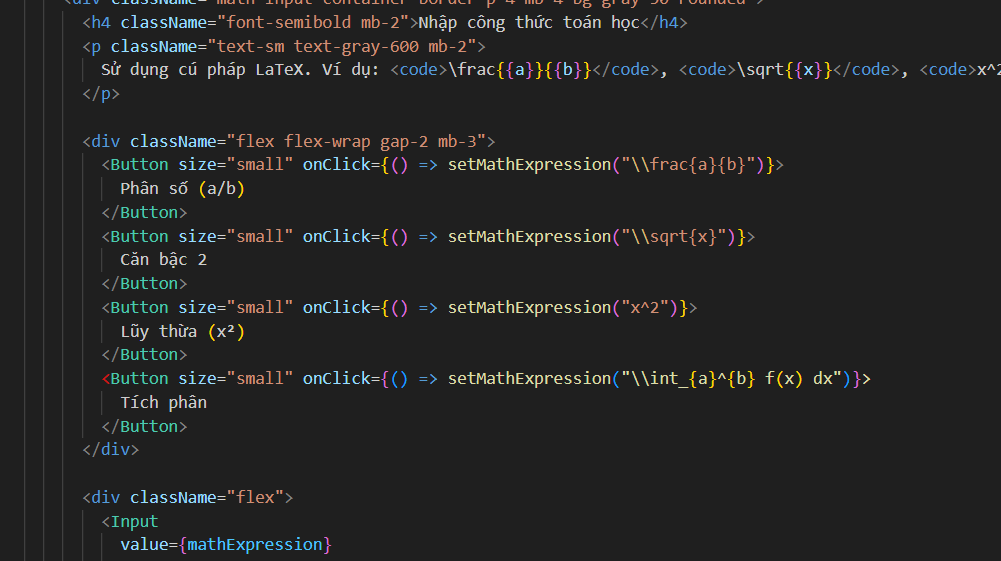 <div className="math-input-container border p-4 mb-4 bg-gray-50 rounded">
<h4 className="font-semibold mb-2">Nhập công thức toán học</h4>
<p className="text-sm text-gray-600 mb-2">
Sử dụng cú pháp LaTeX. Ví dụ: <code>\frac{{a}}{{b}}</code>, <code>\sqrt{{x}}</code>, <code>x^2
</p>
<div className="flex flex-wrap gap-2 mb-3">
<Button size="small" onClick={() => setMathExpression("\\frac{a}{b}")}>
Phân số (a/b)
</Button>
<Button size="small" onClick={() => setMathExpression("\\sqrt{x}")}>
Căn bậc 2
</Button>
<Button size="small" onClick={() => setMathExpression("x^2")}>
Lũy thừa (x²)
</Button>
<Button size="small" onClick={() => setMathExpression("\\int_{a}^{b} f(x) dx")}>
Tích phân
</Button>
</div>
<div className="flex">
<Input
value={mathExpression}